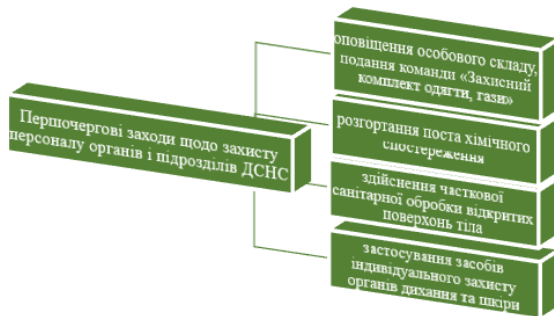 Першочергові заходи щодо захисту
персоналу органів і підрозділів ДСНС
оповіщення особового складу,
подання команди «Захисний
комплект одягти, гази»
розгортання поста хімічного
спостереження
здійснення часткової
санітарної обробки відкритих
поверхонь тіла
застосування засобів
індивідуального захисту
органів дихання та шкіри